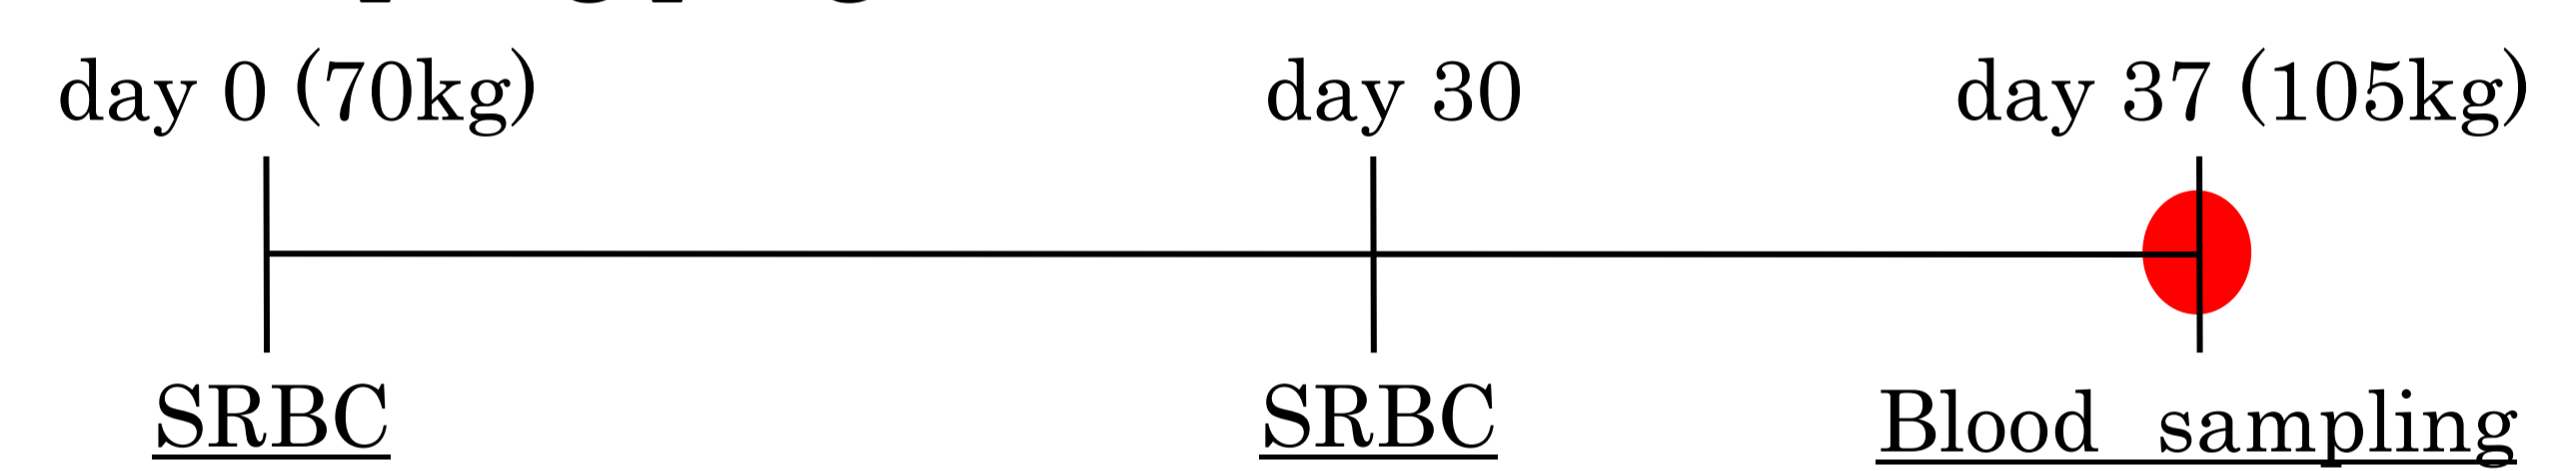 day 0 (70kg) day 30 day 37 (105kg)
SRBC SRBC Blood sampling